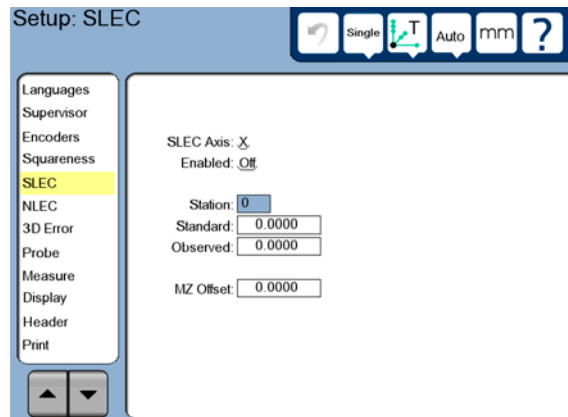 Setup: SLEC
Single T Auto mm ?
Languages
Supervisor
Encoders
Squareness
SLEC
NLEC
3D Error
Probe
Measure
Display
Header
Print
SLEC Axis: X
Enabled: Off
Station: 0
Standard: 0.0000
Observed: 0.0000
MZ Offset: 0.0000